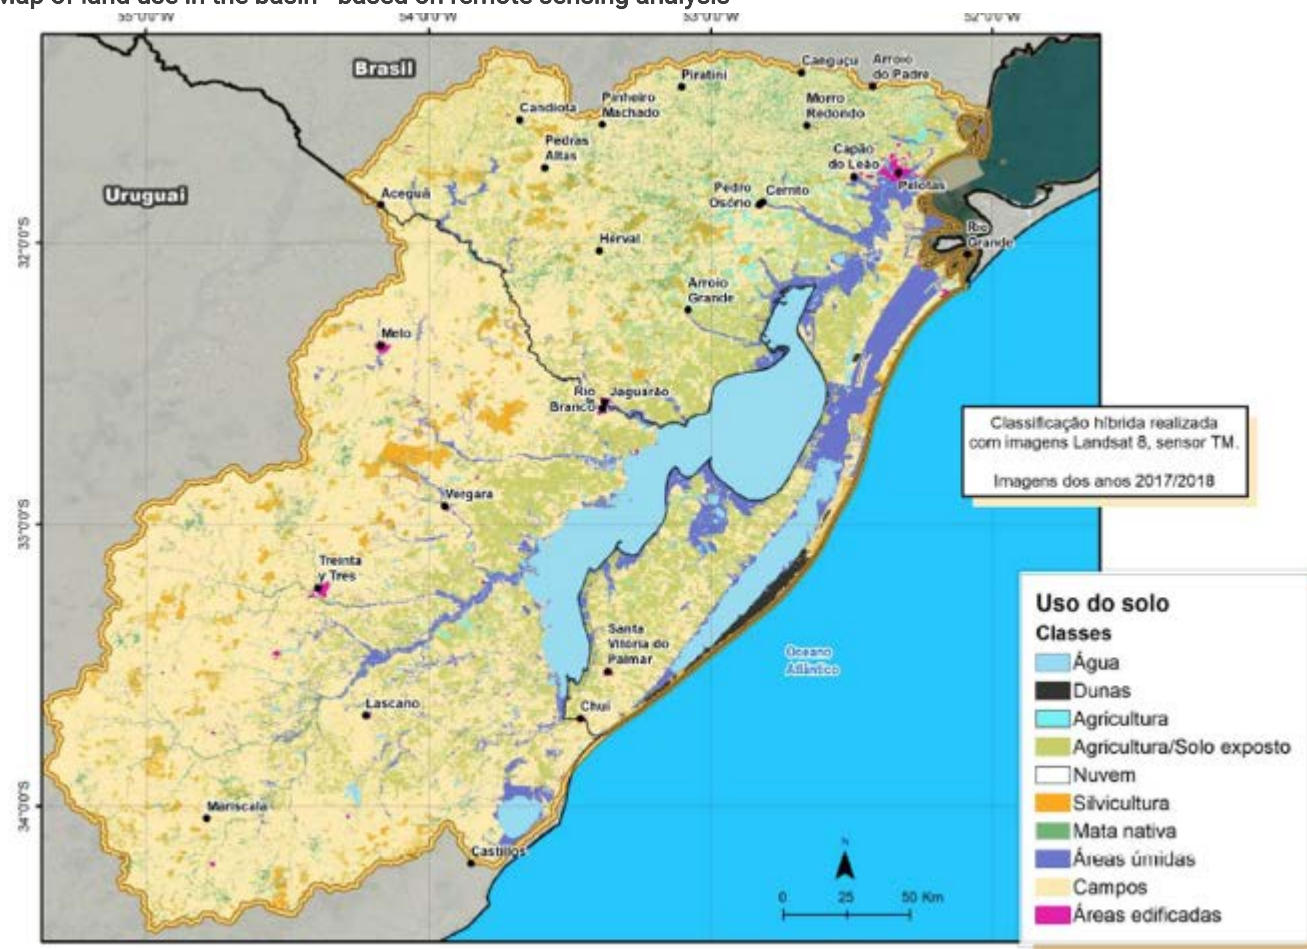 Map of land use in the basin - based on remote sensing analysis
55°0'0"W
54°0'0"W
53°0'0"W
52°0'0"W
Brasil
Uruguai
Canguçu
Arroio
do Padre
Piratini
Pinheiro
Machado
Morro
Redondo
Candiota
Pedras
Altas
Capão
do Leão
Pelotas
Aceguá
Pedro
Osório
Cerrito
Rio
Grande
32°0'0"S
Herval
Arroio
Grande
Melo
Rio
Branco
Jaguarão
Classificação híbrida realizada
com imagens Landsat 8, sensor TM.
Imagens dos anos 2017/2018
Vergara
33°0'0"S
Treinta
y Tres
Santa
Vitória do
Palmar
Oceano
Atlântico
Lascano
Chuí
34°0'0"S
Mariscala
Castillos
N
0 25 50 Km
Uso do solo
Classes
Água
Dunas
Agricultura
Agricultura/Solo exposto
Nuvem
Silvicultura
Mata nativa
Áreas úmidas
Campos
Áreas edificadas